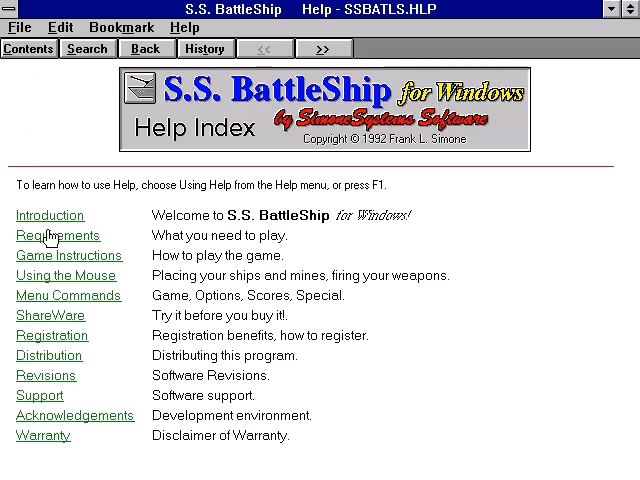 S.S. BattleShip Help - SSBATLS.HLP
File Edit Bookmark Help
Contents Search Back History << >>
S.S. BattleShip for Windows
by SimoneSystems Software
Help Index
Copyright © 1992 Frank L. Simone
To learn how to use Help, choose Using Help from the Help menu, or press F1.
Introduction Welcome to S.S. BattleShip for Windows!
Requirements What you need to play.
Game Instructions How to play the game.
Using the Mouse Placing your ships and mines, firing your weapons.
Menu Commands Game, Options, Scores, Special.
ShareWare Try it before you buy it!.
Registration Registration benefits, how to register.
Distribution Distributing this program.
Revisions Software Revisions.
Support Software support.
Acknowledgements Development environment.
Warranty Disclaimer of Warranty.